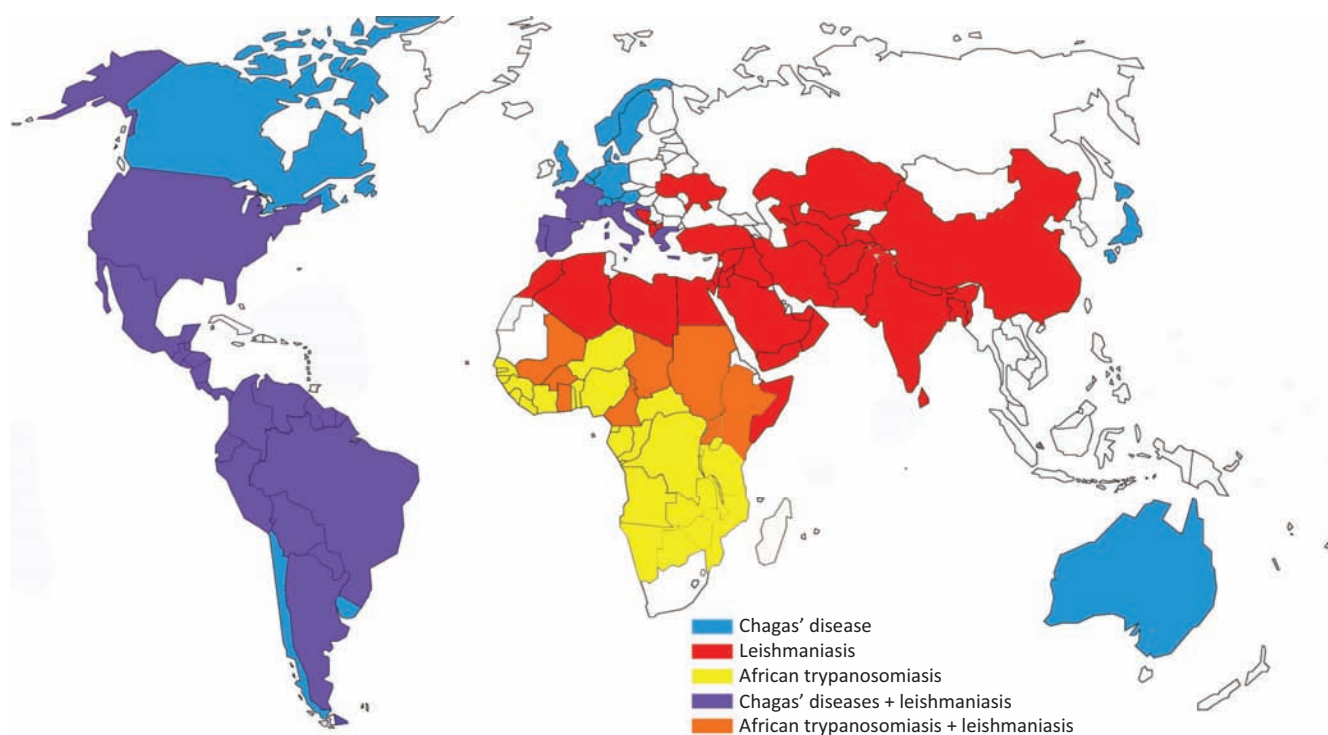 Chagas’ disease
Leishmaniasis
African trypanosomiasis
Chagas’ diseases + leishmaniasis
African trypanosomiasis + leishmaniasis